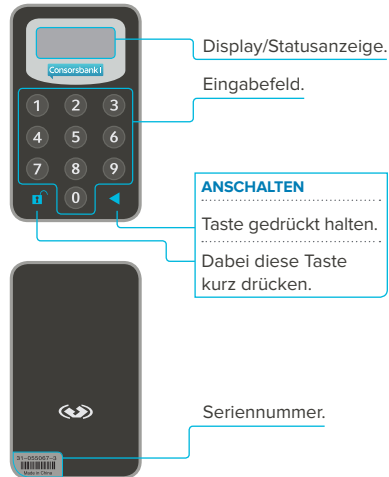 Display/Statusanzeige.
Consorsbank!
Eingabefeld.
1 2 3
4 5 6
7 8 9
0
ANSCHALTEN
Taste gedrückt halten.
Dabei diese Taste
kurz drücken.
Seriennummer.
31-055067-3
Made in China